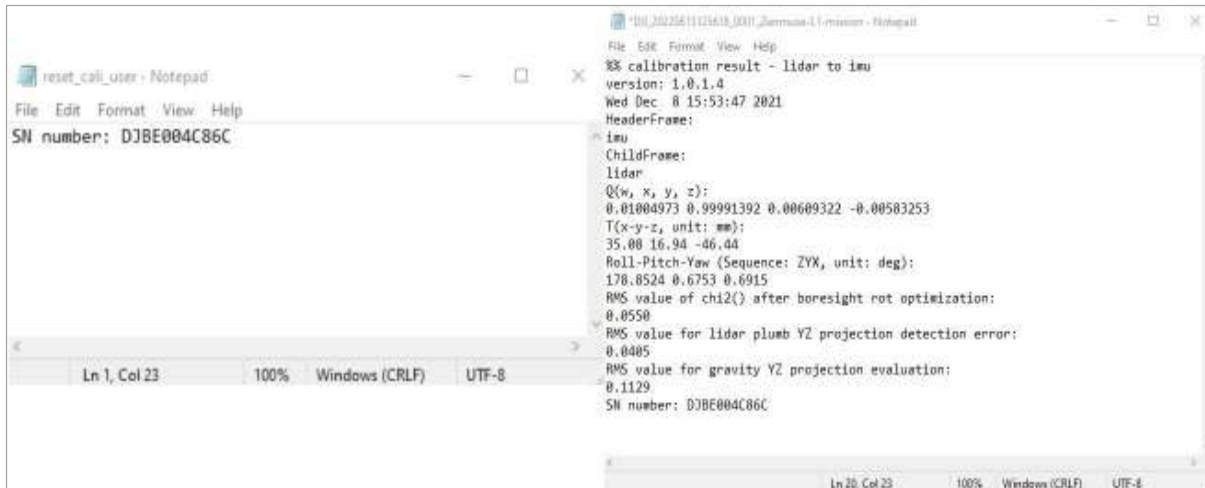 reset_cali_user - Notepad
File Edit Format View Help
SN number: DJBE004C86C
Ln 1, Col 23 100% Windows (CRLF) UTF-8
File Edit Format View Help
%% calibration result - lidar to imu
version: 1.0.1.4
Wed Dec 8 15:53:47 2021
HeaderFrame:
imu
ChildFrame:
lidar
Q(w, x, y, z):
0.01004973 0.99991392 0.00609322 -0.00583253
T(x-y-z, unit: mm):
35.08 16.94 -46.44
Roll-Pitch-Yaw (Sequence: ZYX, unit: deg):
178.8524 0.6753 0.6915
RMS value of chi2() after boresight rot optimization:
0.0550
RMS value for lidar plumb YZ projection detection error:
0.0405
RMS value for gravity YZ projection evaluation:
0.1129
SN number: DJBE004C86C
Ln 20, Col 23 100% Windows (CRLF) UTF-8